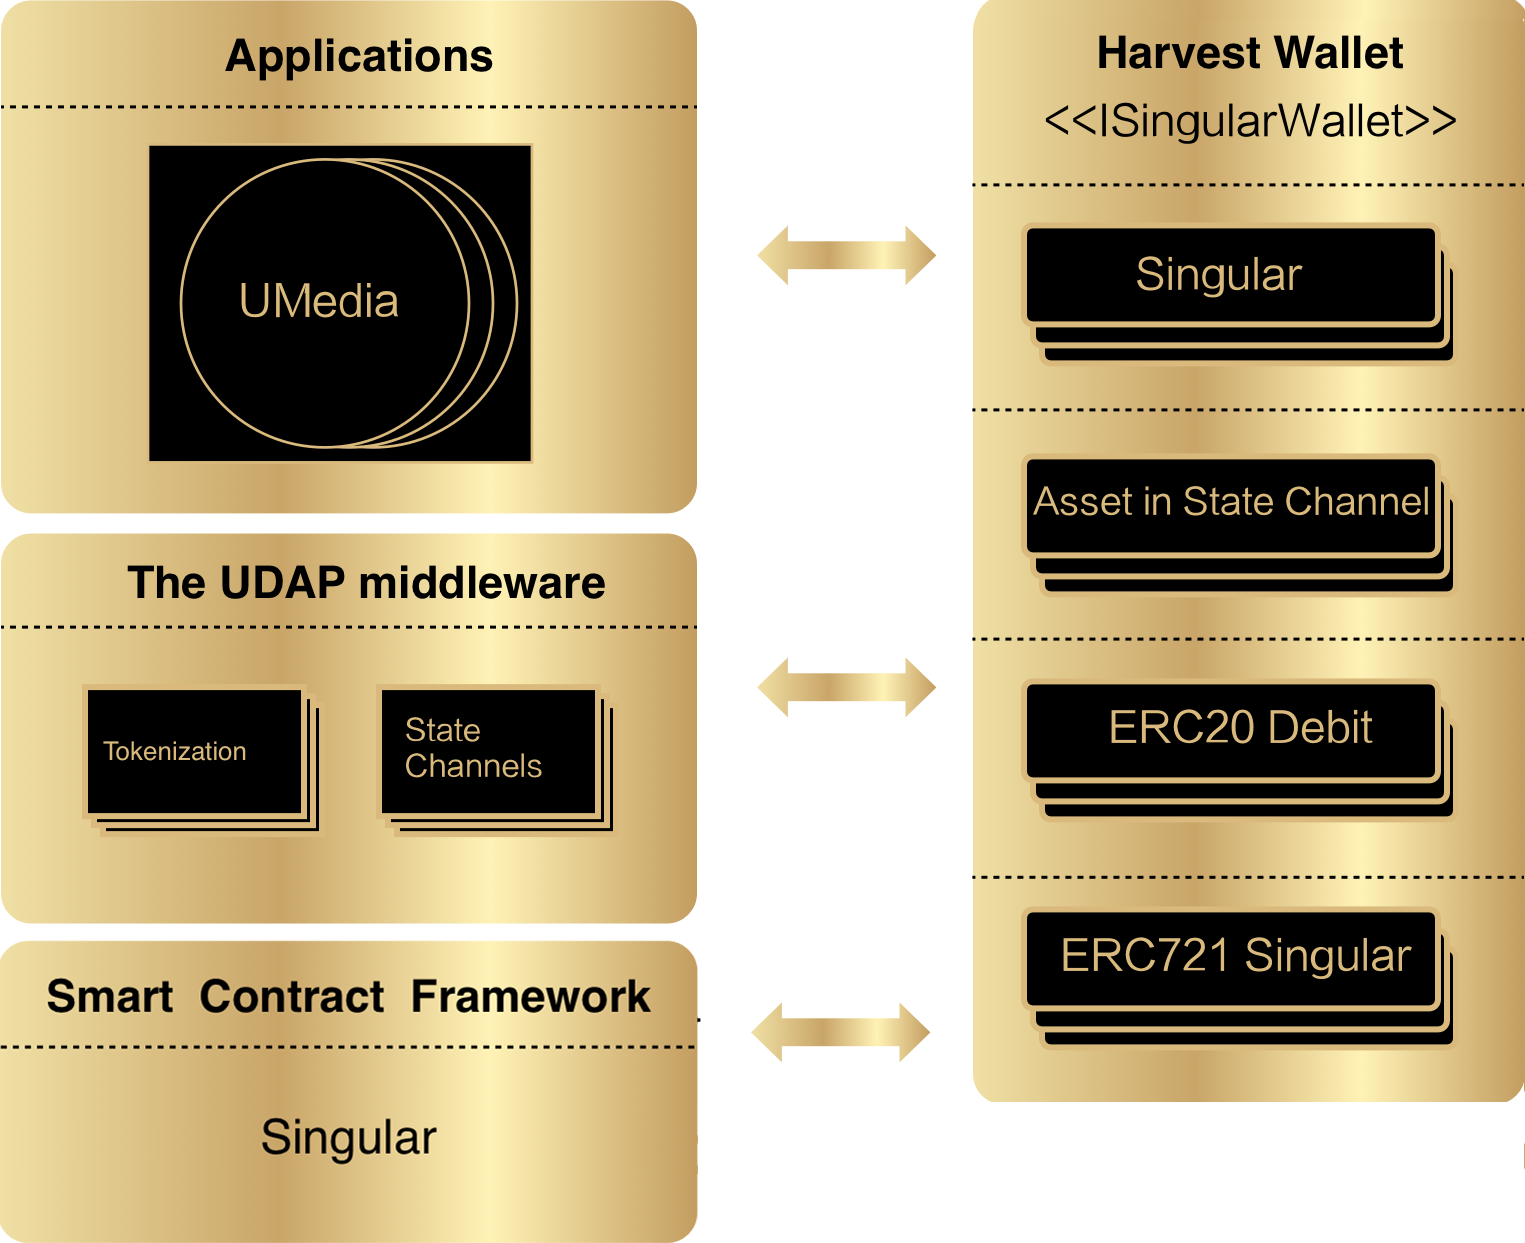 Applications
UMedia
The UDAP middleware
Tokenization
State
Channels
Smart Contract Framework
Singular
Harvest Wallet
<<ISingularWallet>>
Singular
Asset in State Channel
ERC20 Debit
ERC721 Singular